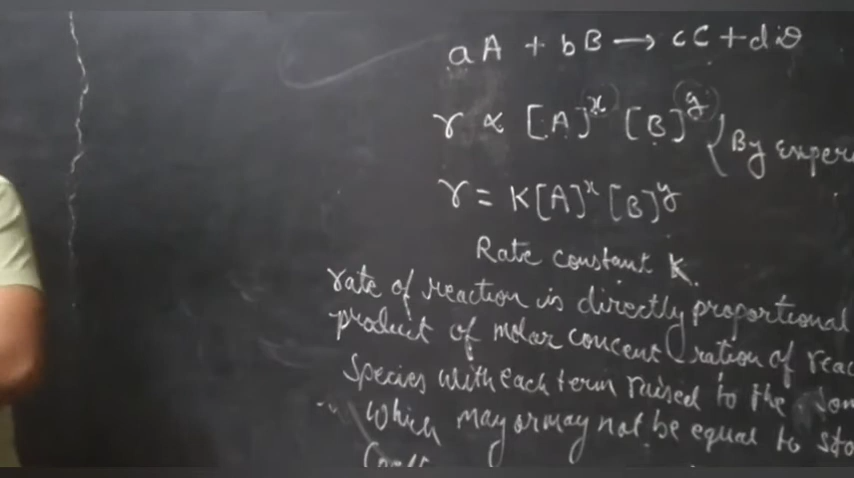 aA + bB → cC + dD
r ∝ [A]^x [B]^y { By exper
r = K[A]^x [B]^y
Rate constant K.
rate of reaction is directly proportional
product of molar concentration of reac
species with each term raised to the
which may or may not be equal to sto